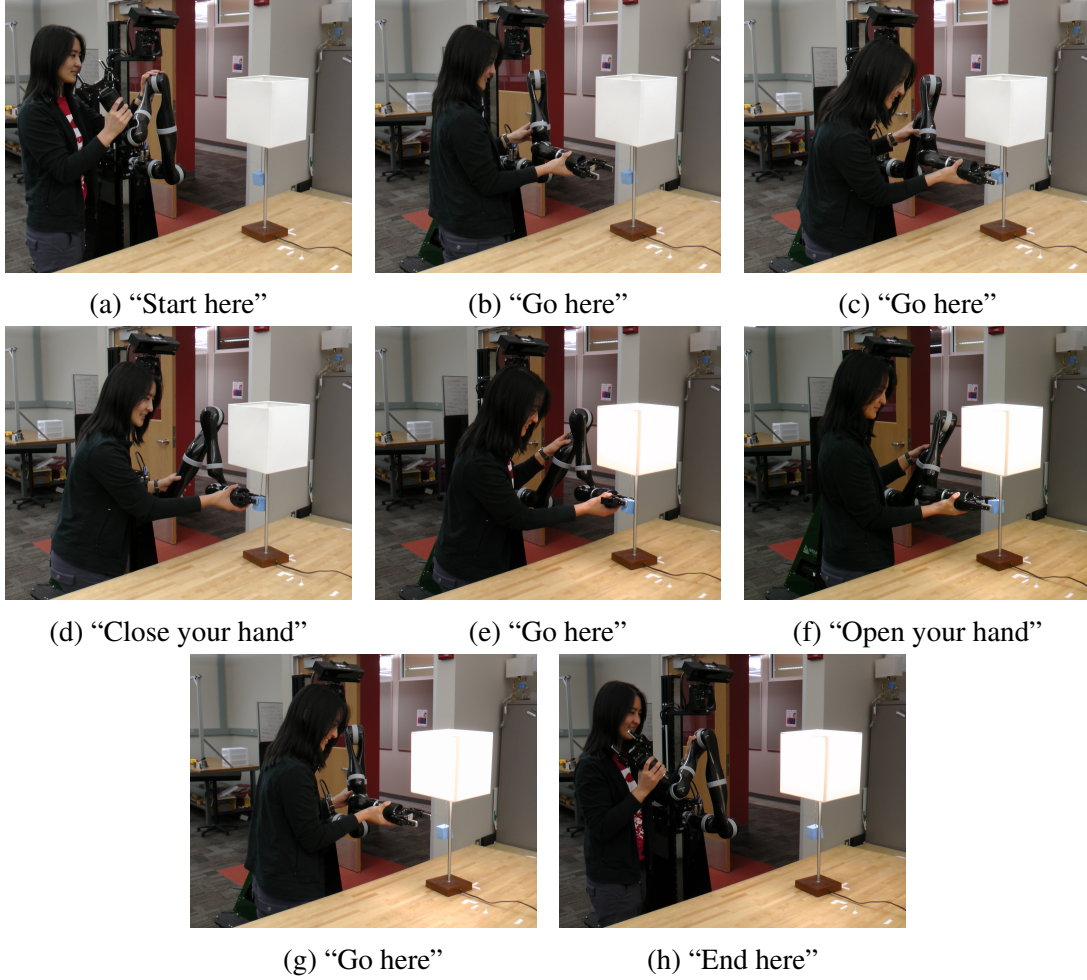 (a) “Start here”
(b) “Go here”
(c) “Go here”
(d) “Close your hand”
(e) “Go here”
(f) “Open your hand”
(g) “Go here”
(h) “End here”